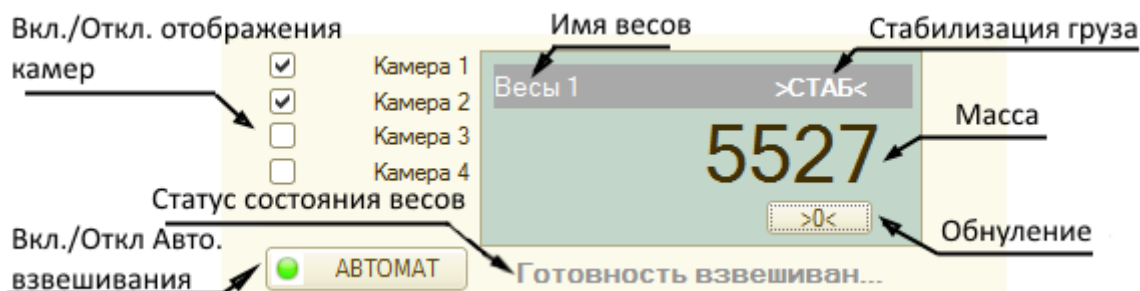 Вкл./Откл. отображения
камер
Имя весов
Стабилизация груза
Камера 1
Камера 2
Камера 3
Камера 4
Весы 1
>СТАБ<
5527
Масса
>0<
Обнуление
Статус состояния весов
Вкл./Откл Авто.
взвешивания
АВТОМАТ
Готовность взвешиван...